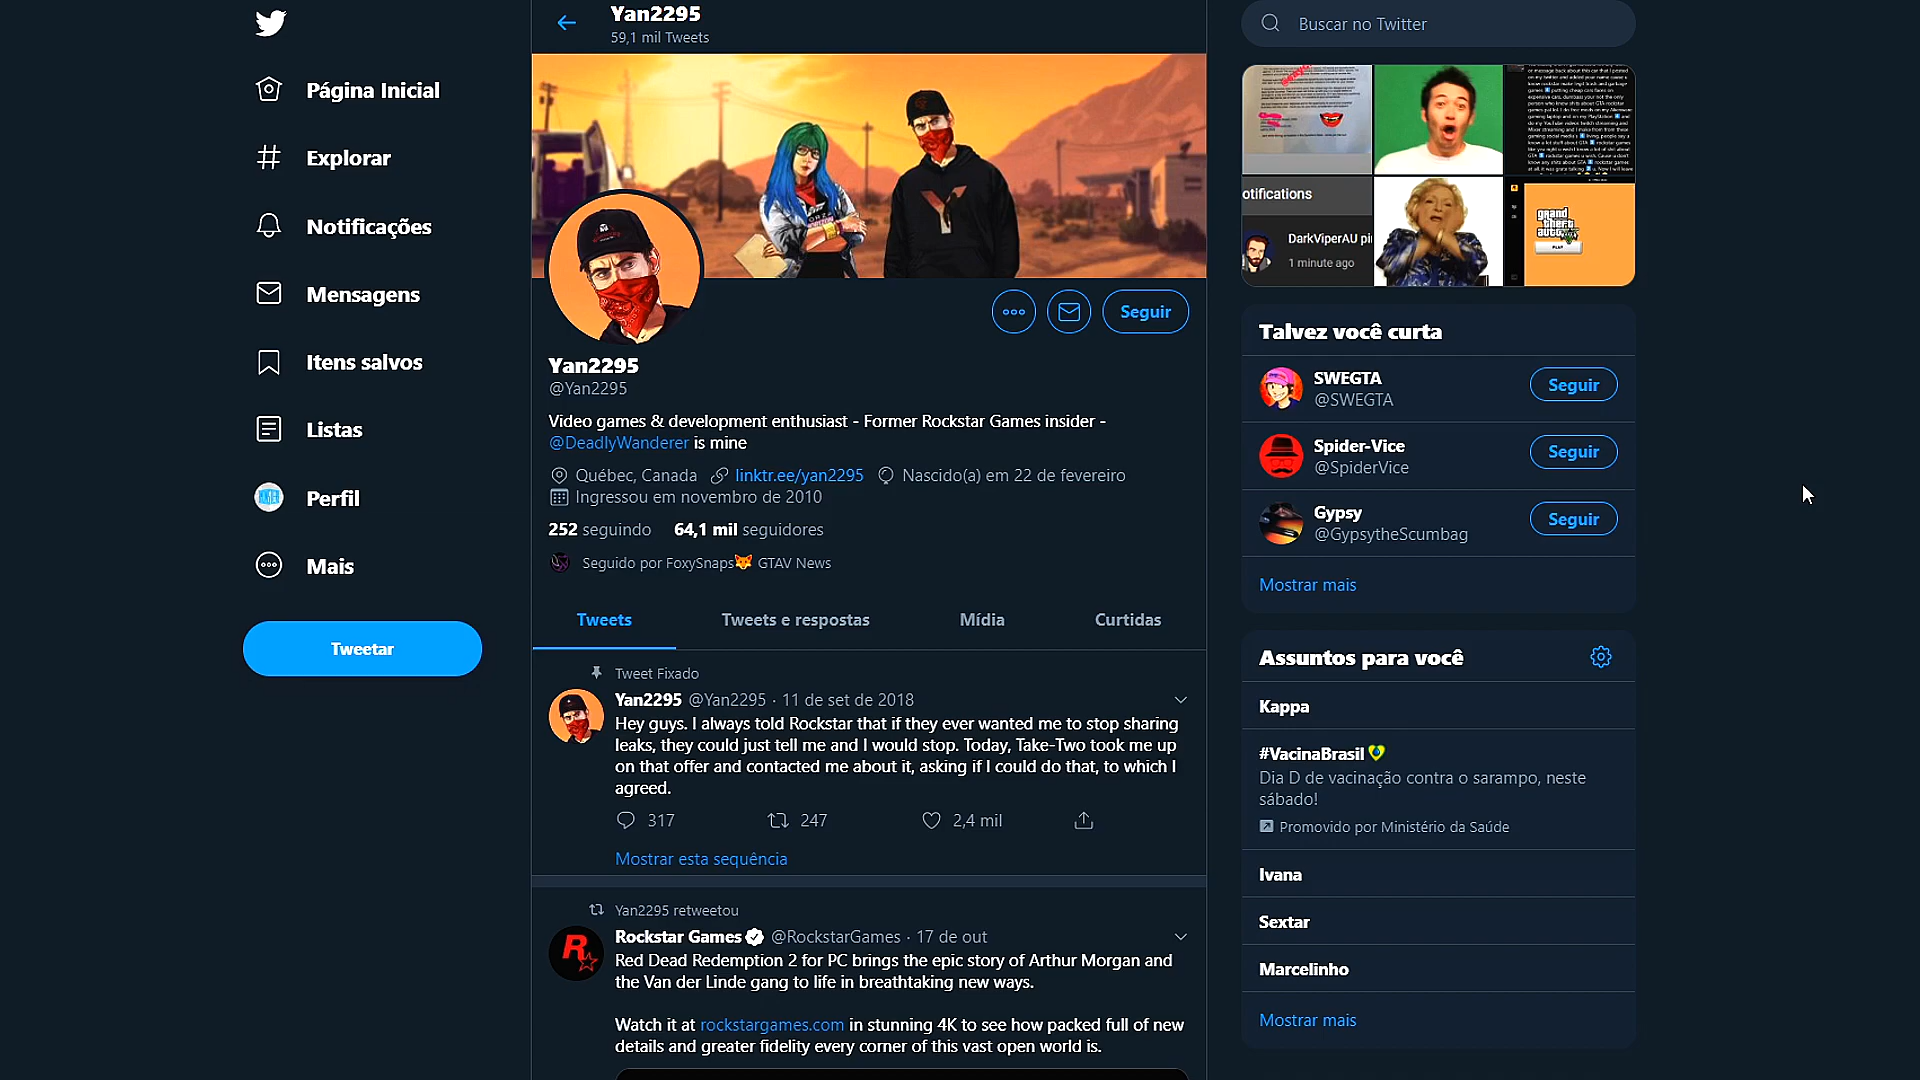 Yan2295
59,1 mil Tweets
Página Inicial
Explorar
Notificações
Mensagens
Itens salvos
Listas
Perfil
Mais
Tweetar
Seguir
Yan2295
@Yan2295
Video games & development enthusiast - Former Rockstar Games insider -
@DeadlyWanderer is mine
Québec, Canada linktr.ee/yan2295 Nascido(a) em 22 de fevereiro
Ingressou em novembro de 2010
252 seguindo 64,1 mil seguidores
Seguido por FoxySnaps🦊 GTAV News
Tweets Tweets e respostas Mídia Curtidas
Tweet Fixado
Yan2295 @Yan2295 · 11 de set de 2018
Hey guys. I always told Rockstar that if they ever wanted me to stop sharing
leaks, they could just tell me and I would stop. Today, Take-Two took me up
on that offer and contacted me about it, asking if I could do that, to which I
agreed.
317 247 2,4 mil
Mostrar esta sequência
Yan2295 retweetou
Rockstar Games @RockstarGames · 17 de out
Red Dead Redemption 2 for PC brings the epic story of Arthur Morgan and
the Van der Linde gang to life in breathtaking new ways.
Watch it at rockstargames.com in stunning 4K to see how packed full of new
details and greater fidelity every corner of this vast open world is.
Buscar no Twitter
otifications
DarkViperAU pi
1 minute ago
grand
theft
auto
PLAY
Talvez você curta
SWEGTA
@SWEGTA
Seguir
Spider-Vice
@SpiderVice
Seguir
Gypsy
@GypsytheScumbag
Seguir
Mostrar mais
Assuntos para você
Kappa
#VacinaBrasil
Dia D de vacinação contra o sarampo, neste
sábado!
Promovido por Ministério da Saúde
Ivana
Sextar
Marcelinho
Mostrar mais